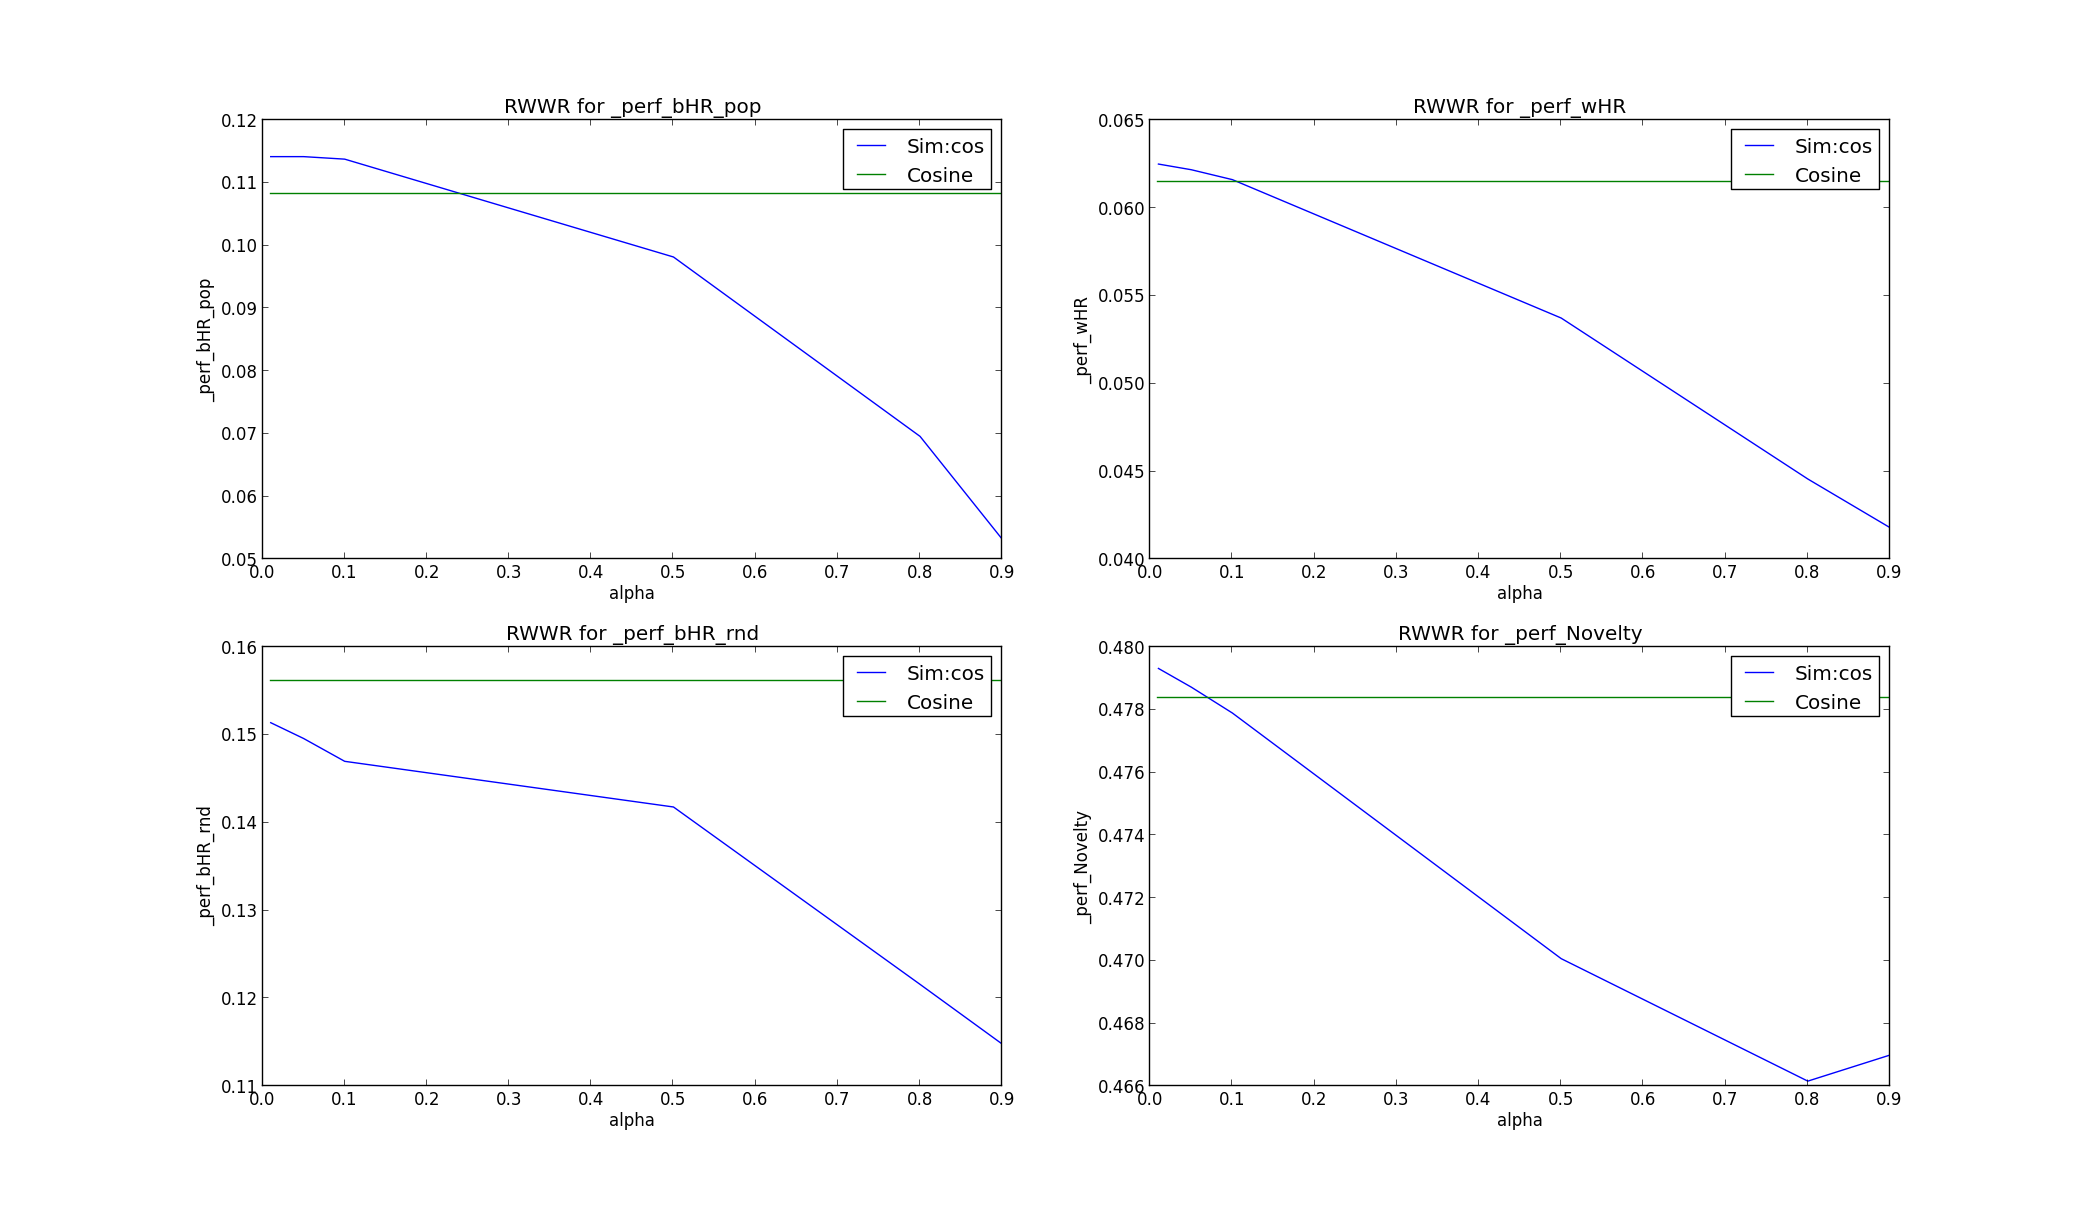 RWWR for _perf_bHR_pop
0.12
0.11
0.10
0.09
0.08
0.07
0.06
0.05
_perf_bHR_pop
Sim:cos
Cosine
0.0 0.1 0.2 0.3 0.4 0.5 0.6 0.7 0.8 0.9
alpha
RWWR for _perf_wHR
0.065
0.060
0.055
0.050
0.045
0.040
_perf_wHR
Sim:cos
Cosine
0.0 0.1 0.2 0.3 0.4 0.5 0.6 0.7 0.8 0.9
alpha
RWWR for _perf_bHR_rnd
0.16
0.15
0.14
0.13
0.12
0.11
_perf_bHR_rnd
Sim:cos
Cosine
0.0 0.1 0.2 0.3 0.4 0.5 0.6 0.7 0.8 0.9
alpha
RWWR for _perf_Novelty
0.480
0.478
0.476
0.474
0.472
0.470
0.468
0.466
_perf_Novelty
Sim:cos
Cosine
0.0 0.1 0.2 0.3 0.4 0.5 0.6 0.7 0.8 0.9
alpha